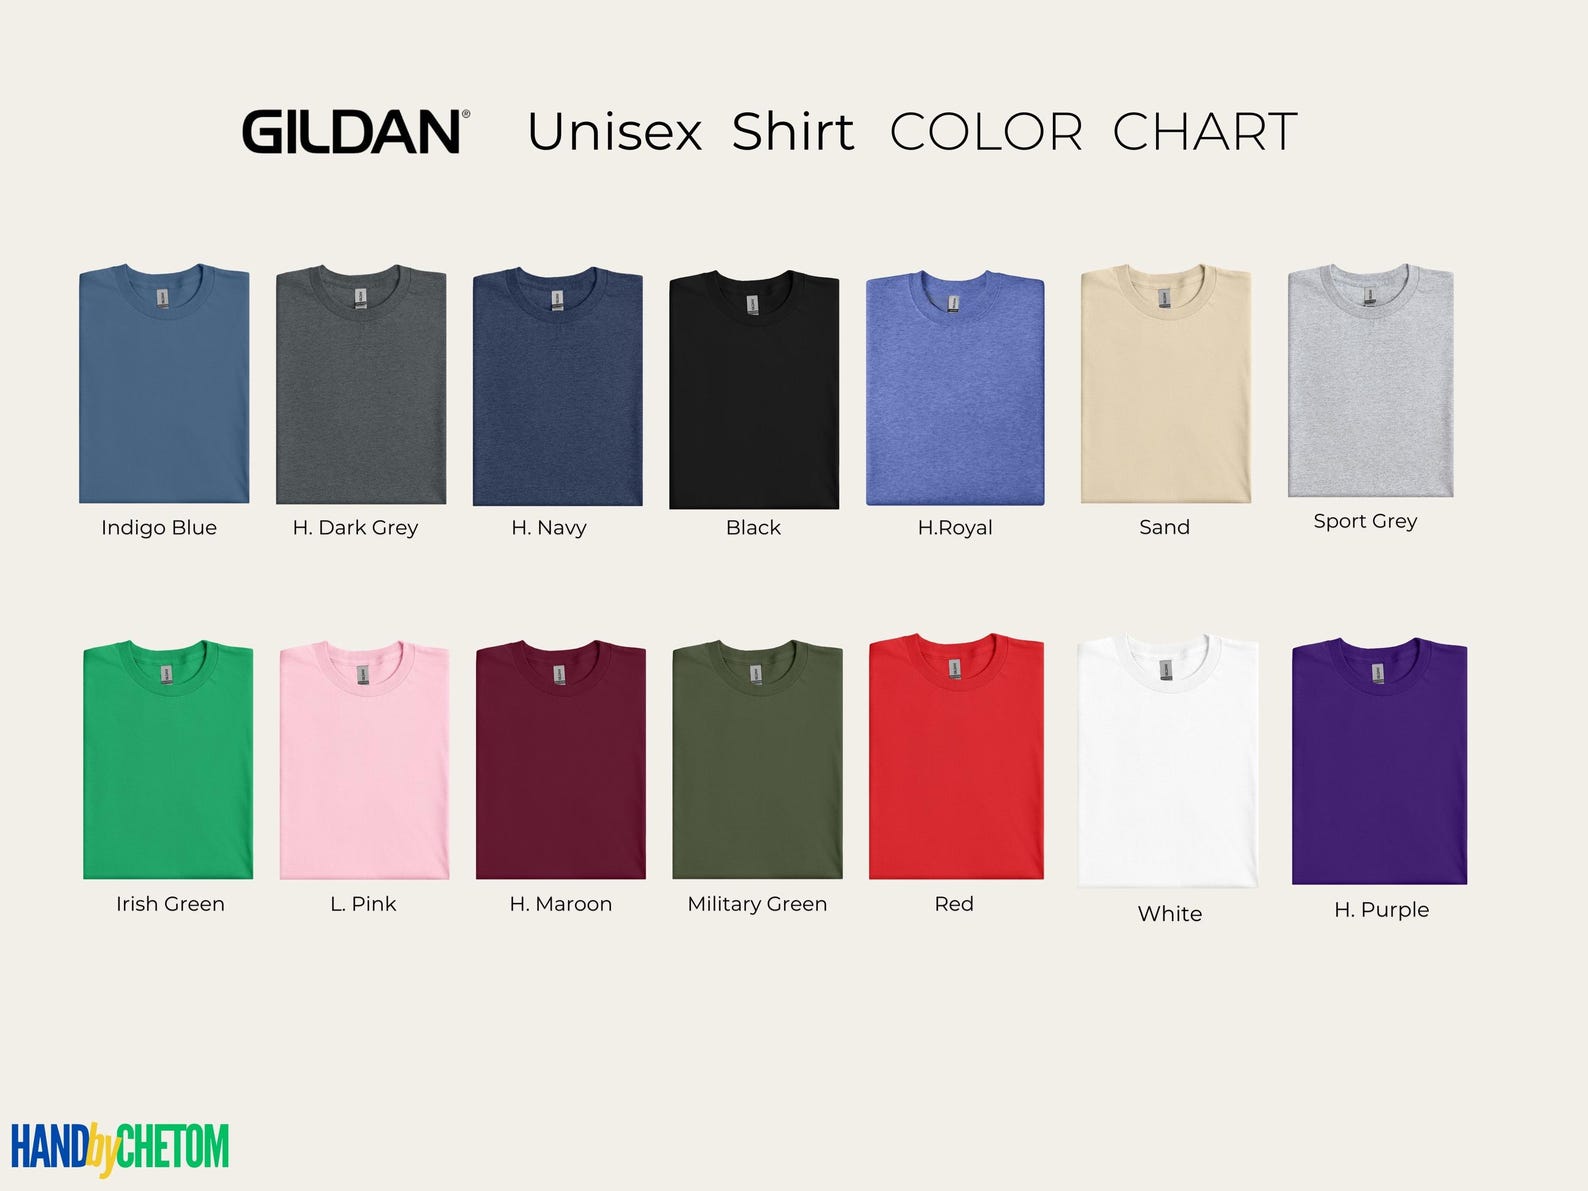 GILDAN® Unisex Shirt COLOR CHART
Indigo Blue
H. Dark Grey
H. Navy
Black
H.Royal
Sand
Sport Grey
Irish Green
L. Pink
H. Maroon
Military Green
Red
White
H. Purple
HANDbyCHETOM